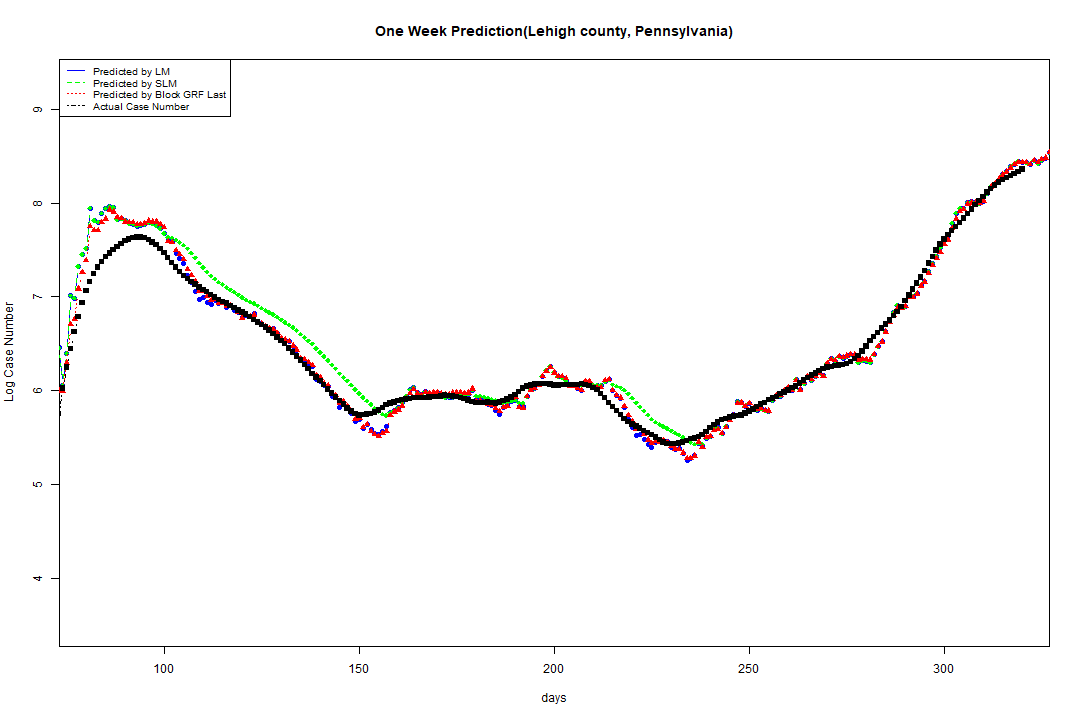 One Week Prediction(Lehigh county, Pennsylvania)
Predicted by LM
Predicted by SLM
Predicted by Block GRF Last
Actual Case Number
9
8
7
6
5
4
Log Case Number
100 150 200 250 300
days